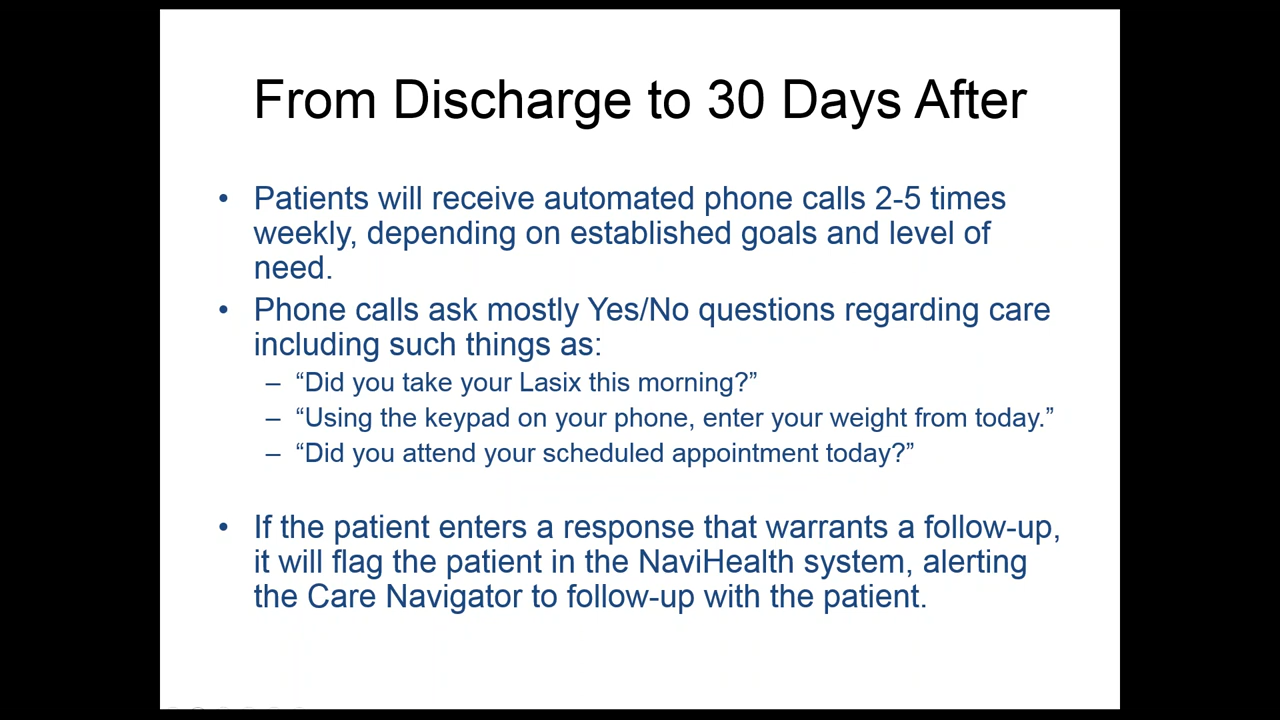 From Discharge to 30 Days After
• Patients will receive automated phone calls 2-5 times
weekly, depending on established goals and level of
need.
• Phone calls ask mostly Yes/No questions regarding care
including such things as:
– “Did you take your Lasix this morning?”
– “Using the keypad on your phone, enter your weight from today.”
– “Did you attend your scheduled appointment today?”
• If the patient enters a response that warrants a follow-up,
it will flag the patient in the NaviHealth system, alerting
the Care Navigator to follow-up with the patient.